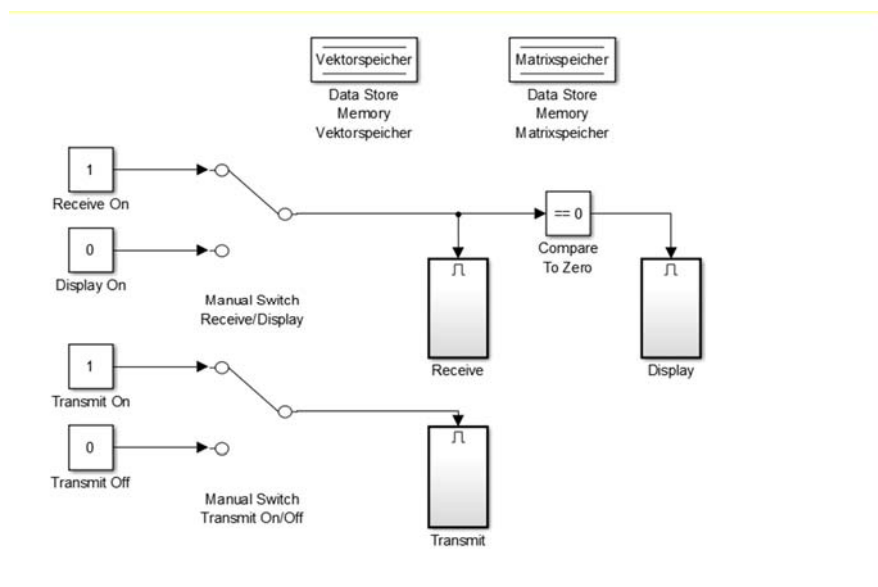 Vektorspeicher
Data Store
Memory
Vektorspeicher
Matrixspeicher
Data Store
Memory
Matrixspeicher
1
Receive On
0
Display On
Manual Switch
Receive/Display
== 0
Compare
To Zero
Receive
Display
1
Transmit On
0
Transmit Off
Manual Switch
Transmit On/Off
Transmit